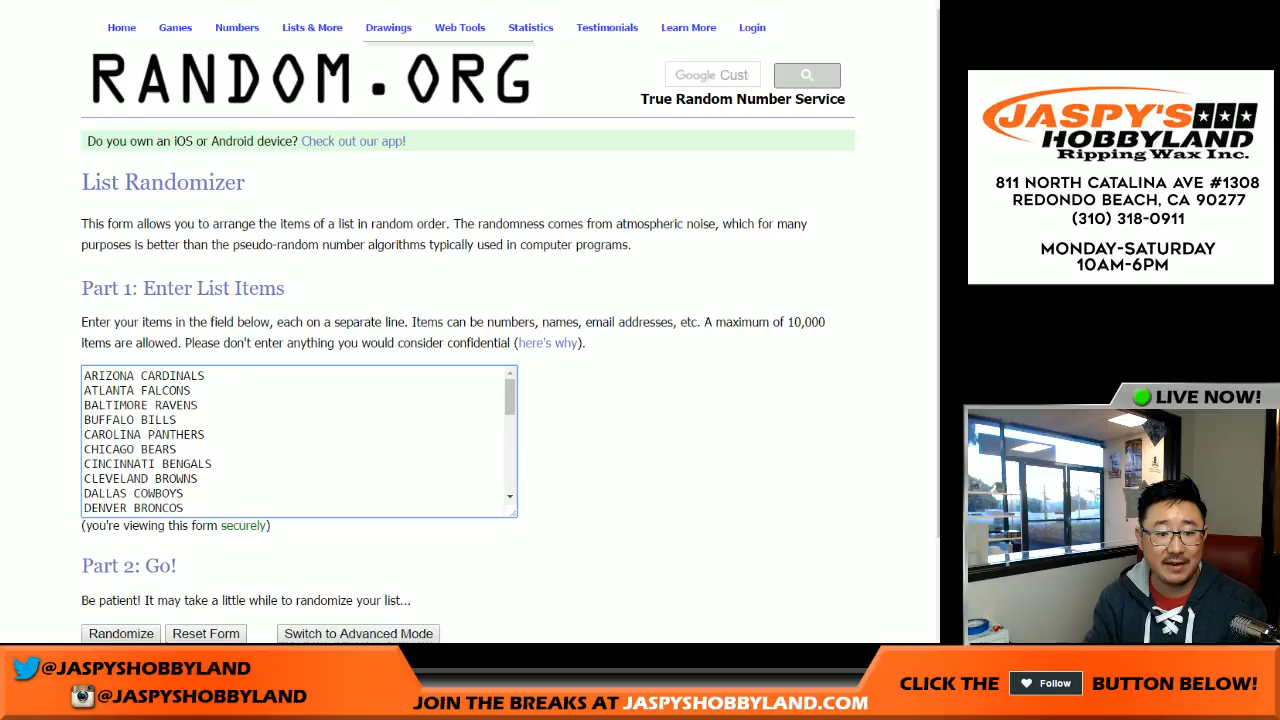 Home Games Numbers Lists & More Drawings Web Tools Statistics Testimonials Learn More Login
RANDOM.ORG
Google Cust
True Random Number Service
Do you own an iOS or Android device? Check out our app!
List Randomizer
This form allows you to arrange the items of a list in random order. The randomness comes from atmospheric noise, which for many
purposes is better than the pseudo-random number algorithms typically used in computer programs.
Part 1: Enter List Items
Enter your items in the field below, each on a separate line. Items can be numbers, names, email addresses, etc. A maximum of 10,000
items are allowed. Please don't enter anything you would consider confidential (here's why).
ARIZONA CARDINALS
ATLANTA FALCONS
BALTIMORE RAVENS
BUFFALO BILLS
CAROLINA PANTHERS
CHICAGO BEARS
CINCINNATI BENGALS
CLEVELAND BROWNS
DALLAS COWBOYS
DENVER BRONCOS
(you're viewing this form securely)
Part 2: Go!
Be patient! It may take a little while to randomize your list...
Randomize Reset Form Switch to Advanced Mode
JASPY'S
HOBBYLAND
Ripping Wax Inc.
811 NORTH CATALINA AVE #1308
REDONDO BEACH, CA 90277
(310) 318-0911
MONDAY-SATURDAY
10AM-6PM
LIVE NOW!
@JASPYSHOBBYLAND
@JASPYSHOBBYLAND
JOIN THE BREAKS AT JASPYSHOBBYLAND.COM
CLICK THE Follow BUTTON BELOW!